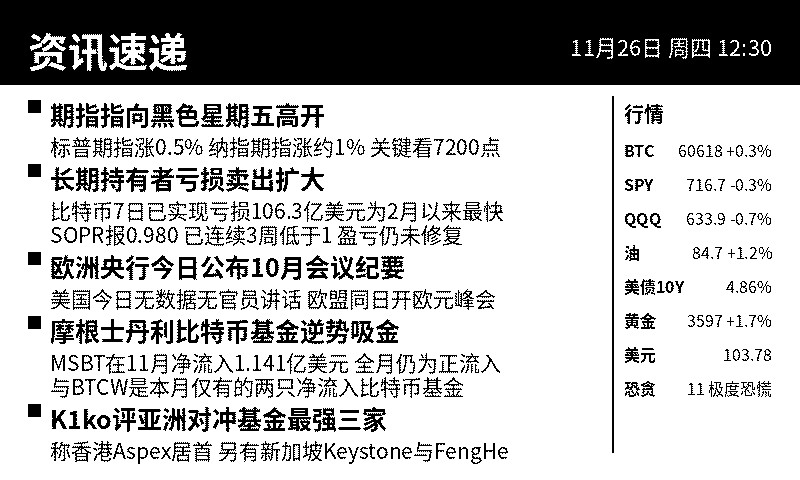 资讯速递
11月26日 周四 12:30
期指指向黑色星期五高开
标普期指涨0.5% 纳指期指涨约1% 关键看7200点
长期持有者亏损卖出扩大
比特币7日已实现亏损106.3亿美元为2月以来最快
SOPR报0.980 已连续3周低于1 盈亏仍未修复
欧洲央行今日公布10月会议纪要
美国今日无数据无官员讲话 欧盟同日开欧元峰会
摩根士丹利比特币基金逆势吸金
MSBT在11月净流入1.141亿美元 全月仍为正流入
与BTCW是本月仅有的两只净流入比特币基金
K1ko评亚洲对冲基金最强三家
称香港Aspex居首 另有新加坡Keystone与FengHe
行情
BTC 60618 +0.3%
SPY 716.7 -0.3%
QQQ 633.9 -0.7%
油 84.7 +1.2%
美债10Y 4.86%
黄金 3597 +1.7%
美元 103.78
恐贪 11 极度恐慌